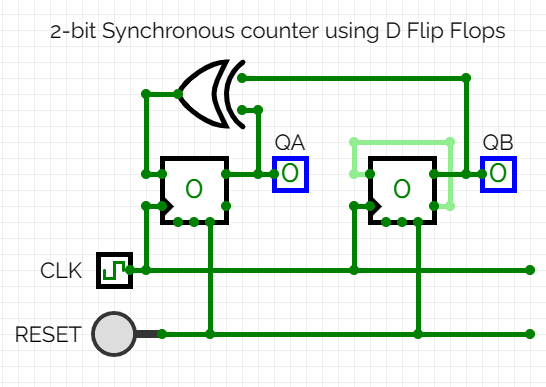 2-bit Synchronous counter using D Flip Flops
QA
QB
0
0
0
0
CLK
RESET